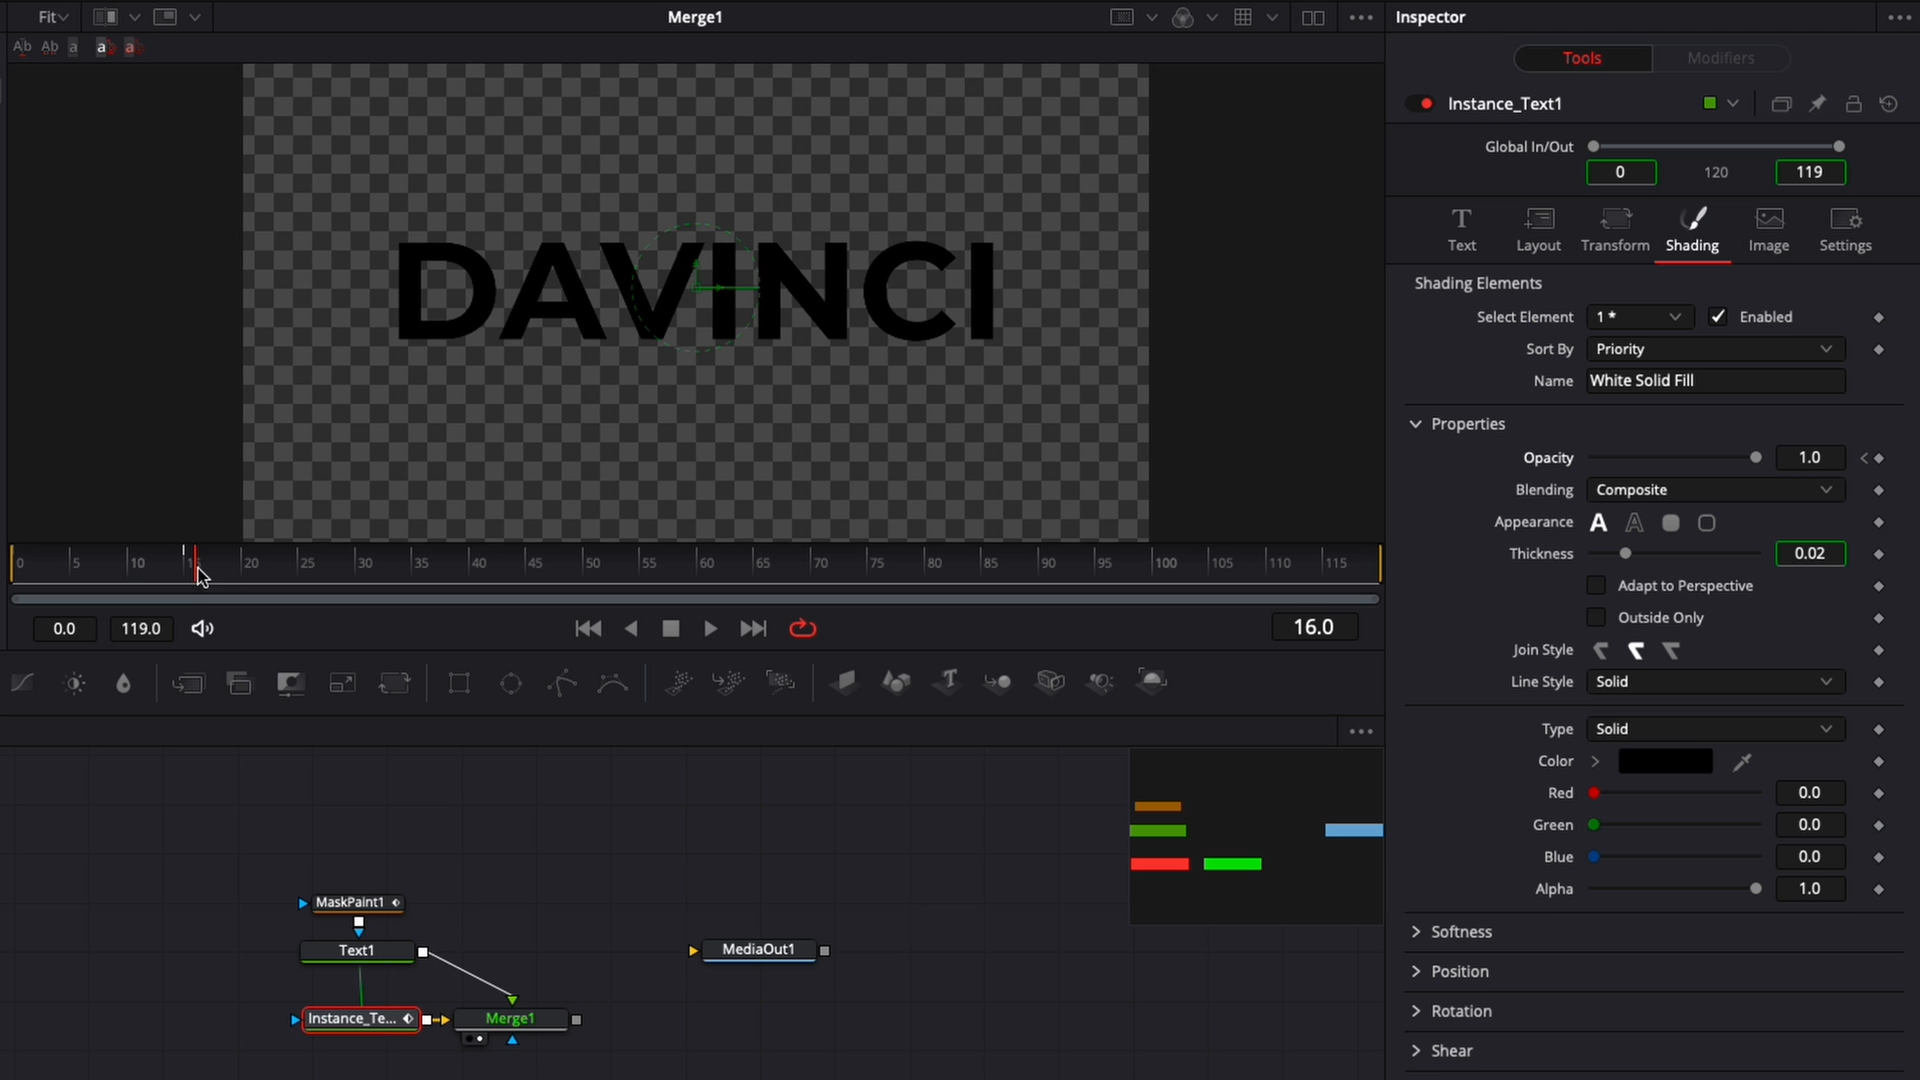 Fit
Merge1
Inspector
Ab Ab a ab ab
Tools
Modifiers
Instance_Text1
Global In/Out
0
120
119
Text
Layout
Transform
Shading
Image
Settings
Shading Elements
Select Element
1 *
Enabled
Sort By
Priority
Name
White Solid Fill
Properties
Opacity
1.0
Blending
Composite
Appearance
Thickness
0.02
Adapt to Perspective
Outside Only
Join Style
Line Style
Solid
Type
Solid
Color
Red
0.0
Green
0.0
Blue
0.0
Alpha
1.0
Softness
Position
Rotation
Shear
DAVINCI
0 5 10 15 20 25 30 35 40 45 50 55 60 65 70 75 80 85 90 95 100 105 110 115
0.0
119.0
16.0
MaskPaint1
Text1
MediaOut1
Instance_Te...
Merge1